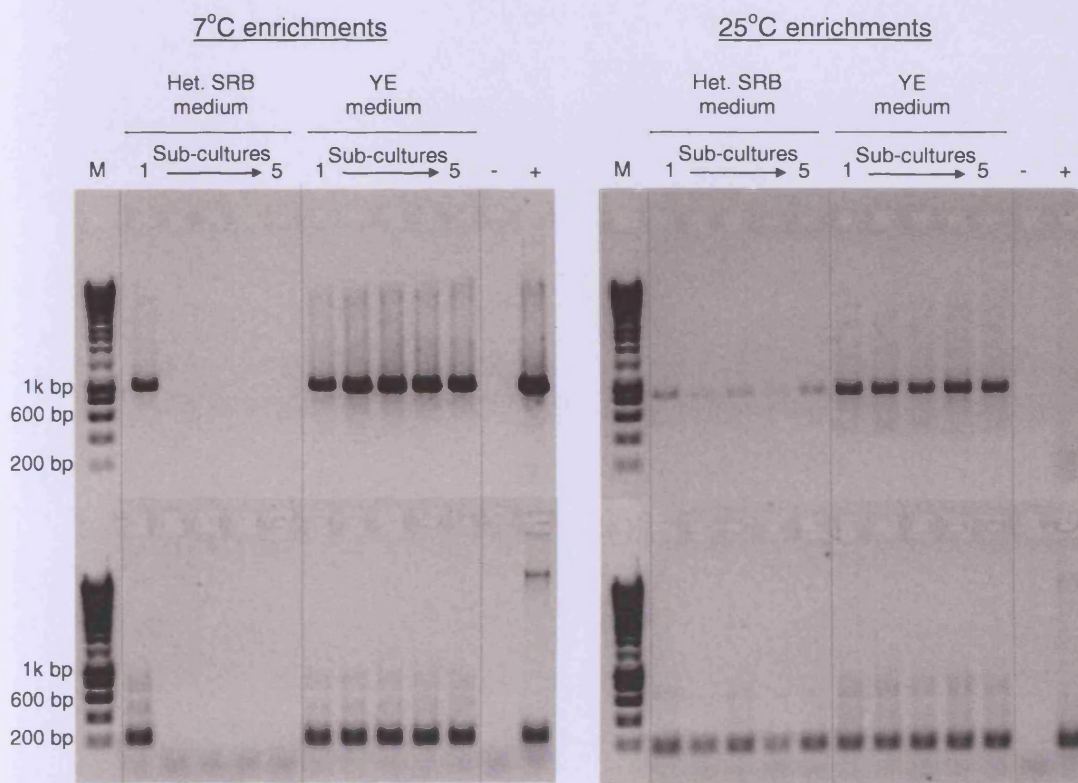 7°C enrichments
Het. SRB
medium
YE
medium
Sub-cultures
Sub-cultures
M 1 5 1 5 - +
1k bp
600 bp
200 bp
1k bp
600 bp
200 bp
25°C enrichments
Het. SRB
medium
YE
medium
Sub-cultures
Sub-cultures
M 1 5 1 5 - +